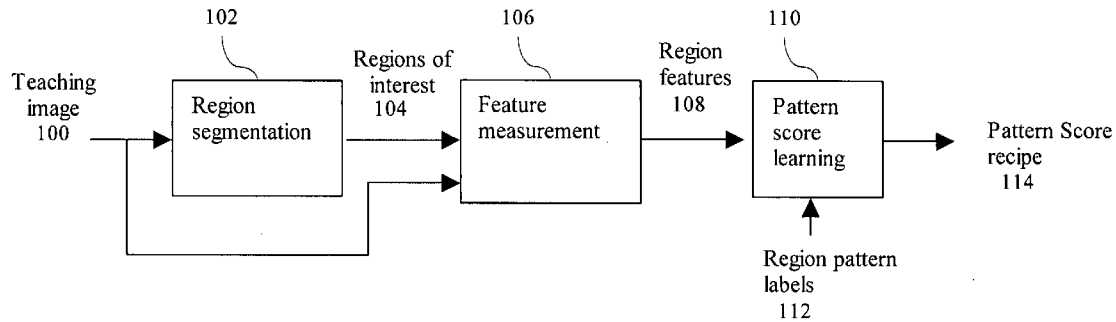 102
106
110
Teaching
image
100
Region
segmentation
Regions of
interest
104
Feature
measurement
Region
features
108
Pattern
score
learning
Pattern Score
recipe
114
Region pattern
labels
112